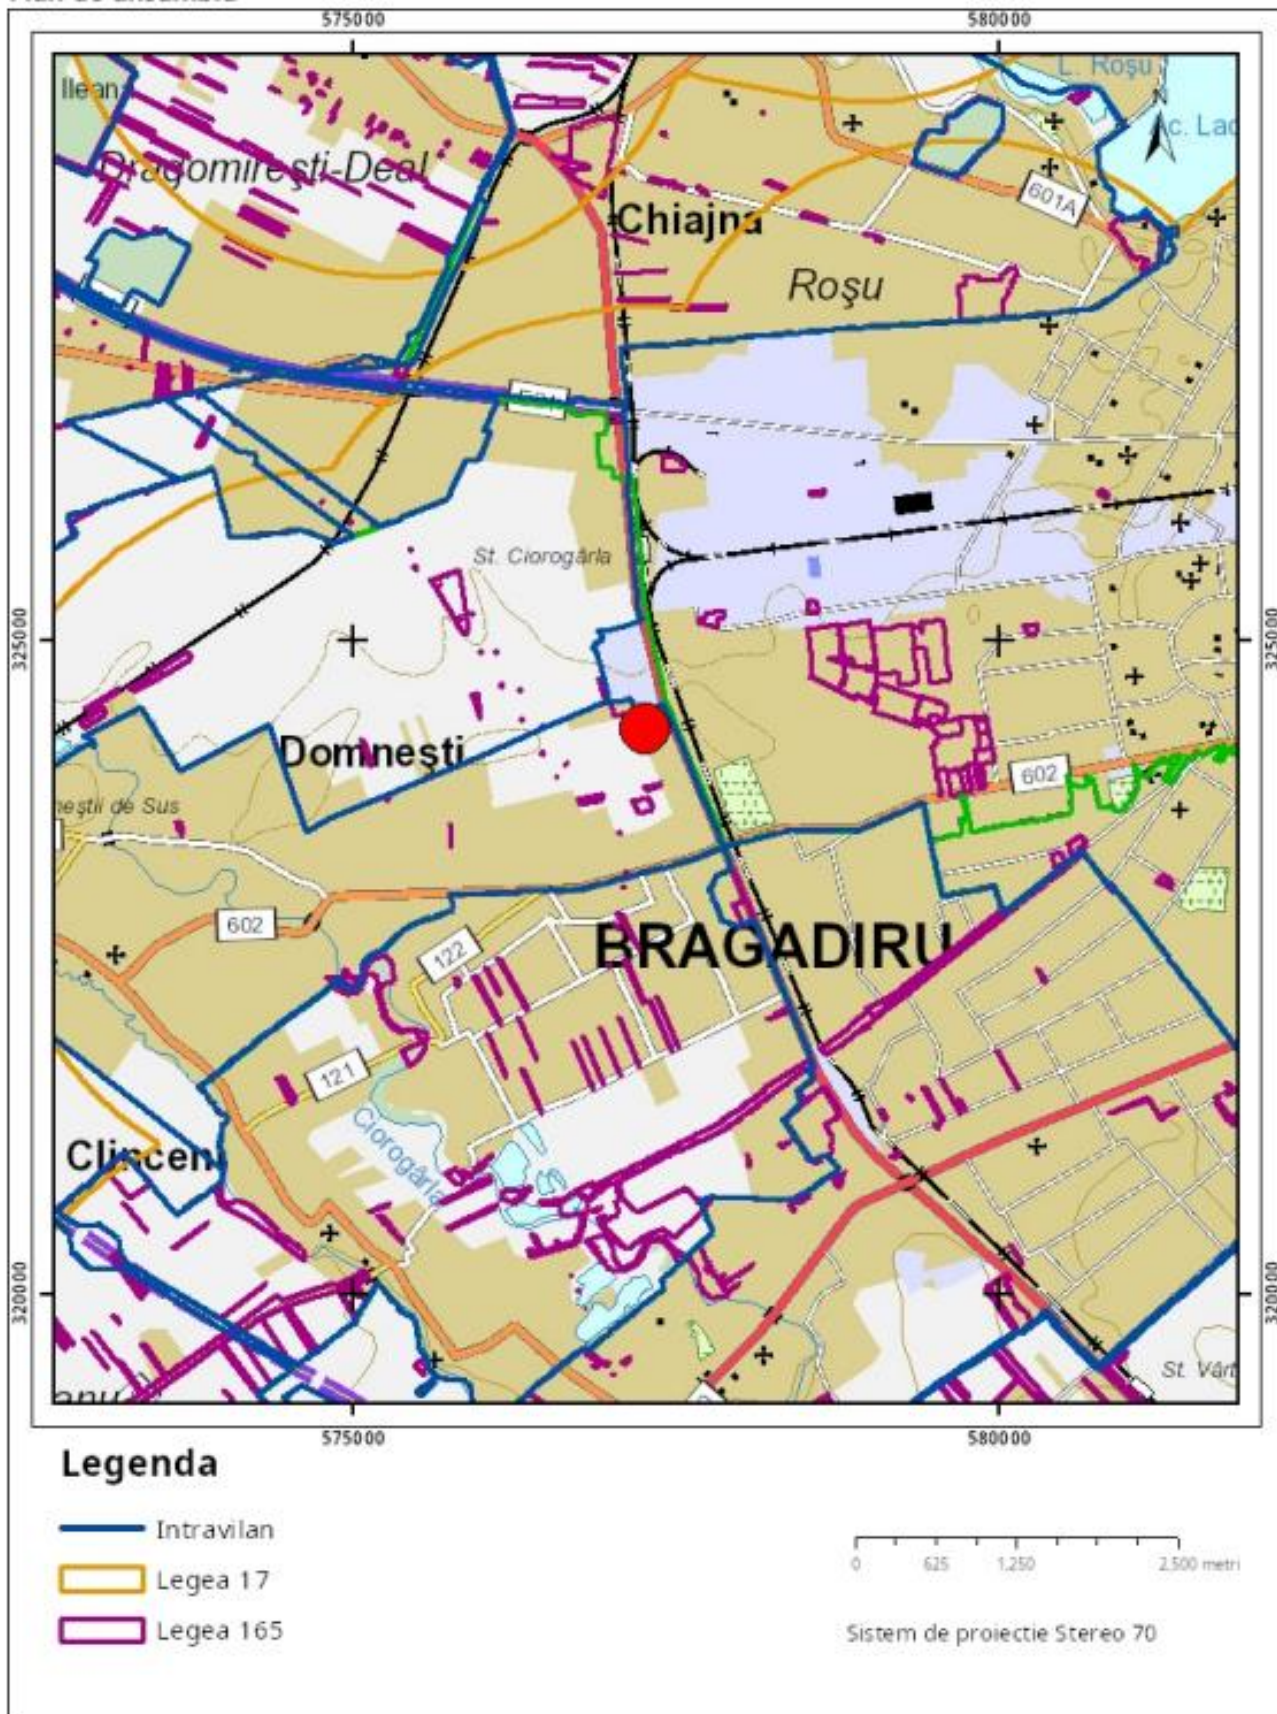 575000
580000
L. Roşu
Ac. Lac
Dragomireşti-Deal
601A
Chiajna
Roşu
St. Ciorogârla
325000
325000
Domneşti
602
602
BRAGADIRU
122
121
Ciorogârla
Clinceni
320000
320000
St. Vârt
575000
580000
Legenda
Intravilan
Legea 17
Legea 165
0 625 1.250 2.500 metri
Sistem de proiectie Stereo 70